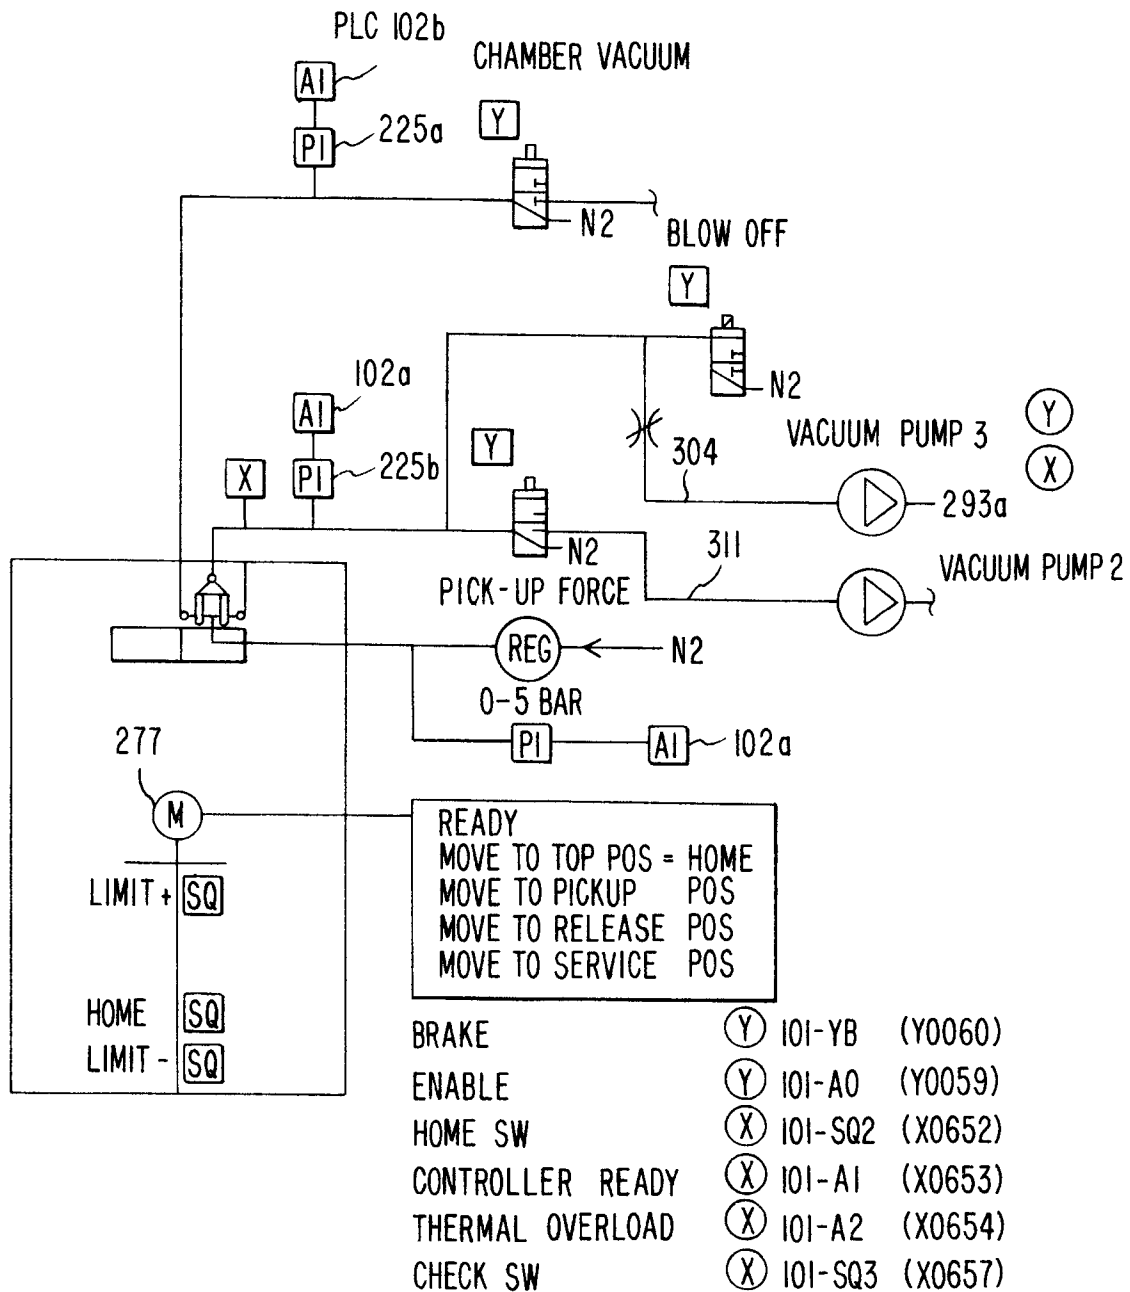 PLC 102b
CHAMBER VACUUM
AI
Y
PI
225a
N2
BLOW OFF
Y
102a
N2
AI
Y
VACUUM PUMP 3
Y
X
PI
225b
304
X
293a
N2
311
VACUUM PUMP 2
PICK-UP FORCE
REG
N2
0-5 BAR
PI
AI
102a
277
M
READY
MOVE TO TOP POS = HOME
MOVE TO PICKUP POS
MOVE TO RELEASE POS
MOVE TO SERVICE POS
LIMIT + SQ
HOME SQ
LIMIT - SQ
BRAKE Y 101-YB (Y0060)
ENABLE Y 101-A0 (Y0059)
HOME SW X 101-SQ2 (X0652)
CONTROLLER READY X 101-A1 (X0653)
THERMAL OVERLOAD X 101-A2 (X0654)
CHECK SW X 101-SQ3 (X0657)